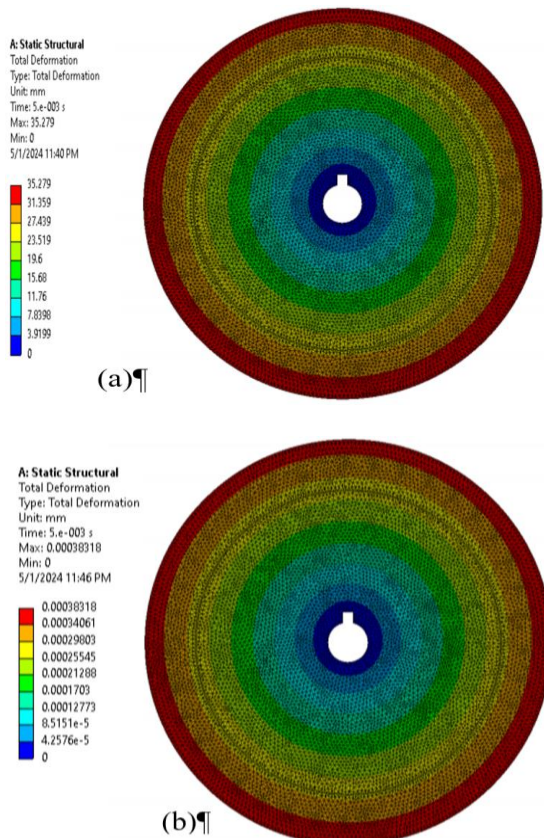 A: Static Structural
Total Deformation
Type: Total Deformation
Unit: mm
Time: 5.e-003 s
Max: 35.279
Min: 0
5/1/2024 11:40 PM
35.279
31.359
27.439
23.519
19.6
15.68
11.76
7.8398
3.9199
0
(a)¶
A: Static Structural
Total Deformation
Type: Total Deformation
Unit: mm
Time: 5.e-003 s
Max: 0.00038318
Min: 0
5/1/2024 11:46 PM
0.00038318
0.00034061
0.00029803
0.00025545
0.00021288
0.0001703
0.00012773
8.5151e-5
4.2576e-5
0
(b)¶